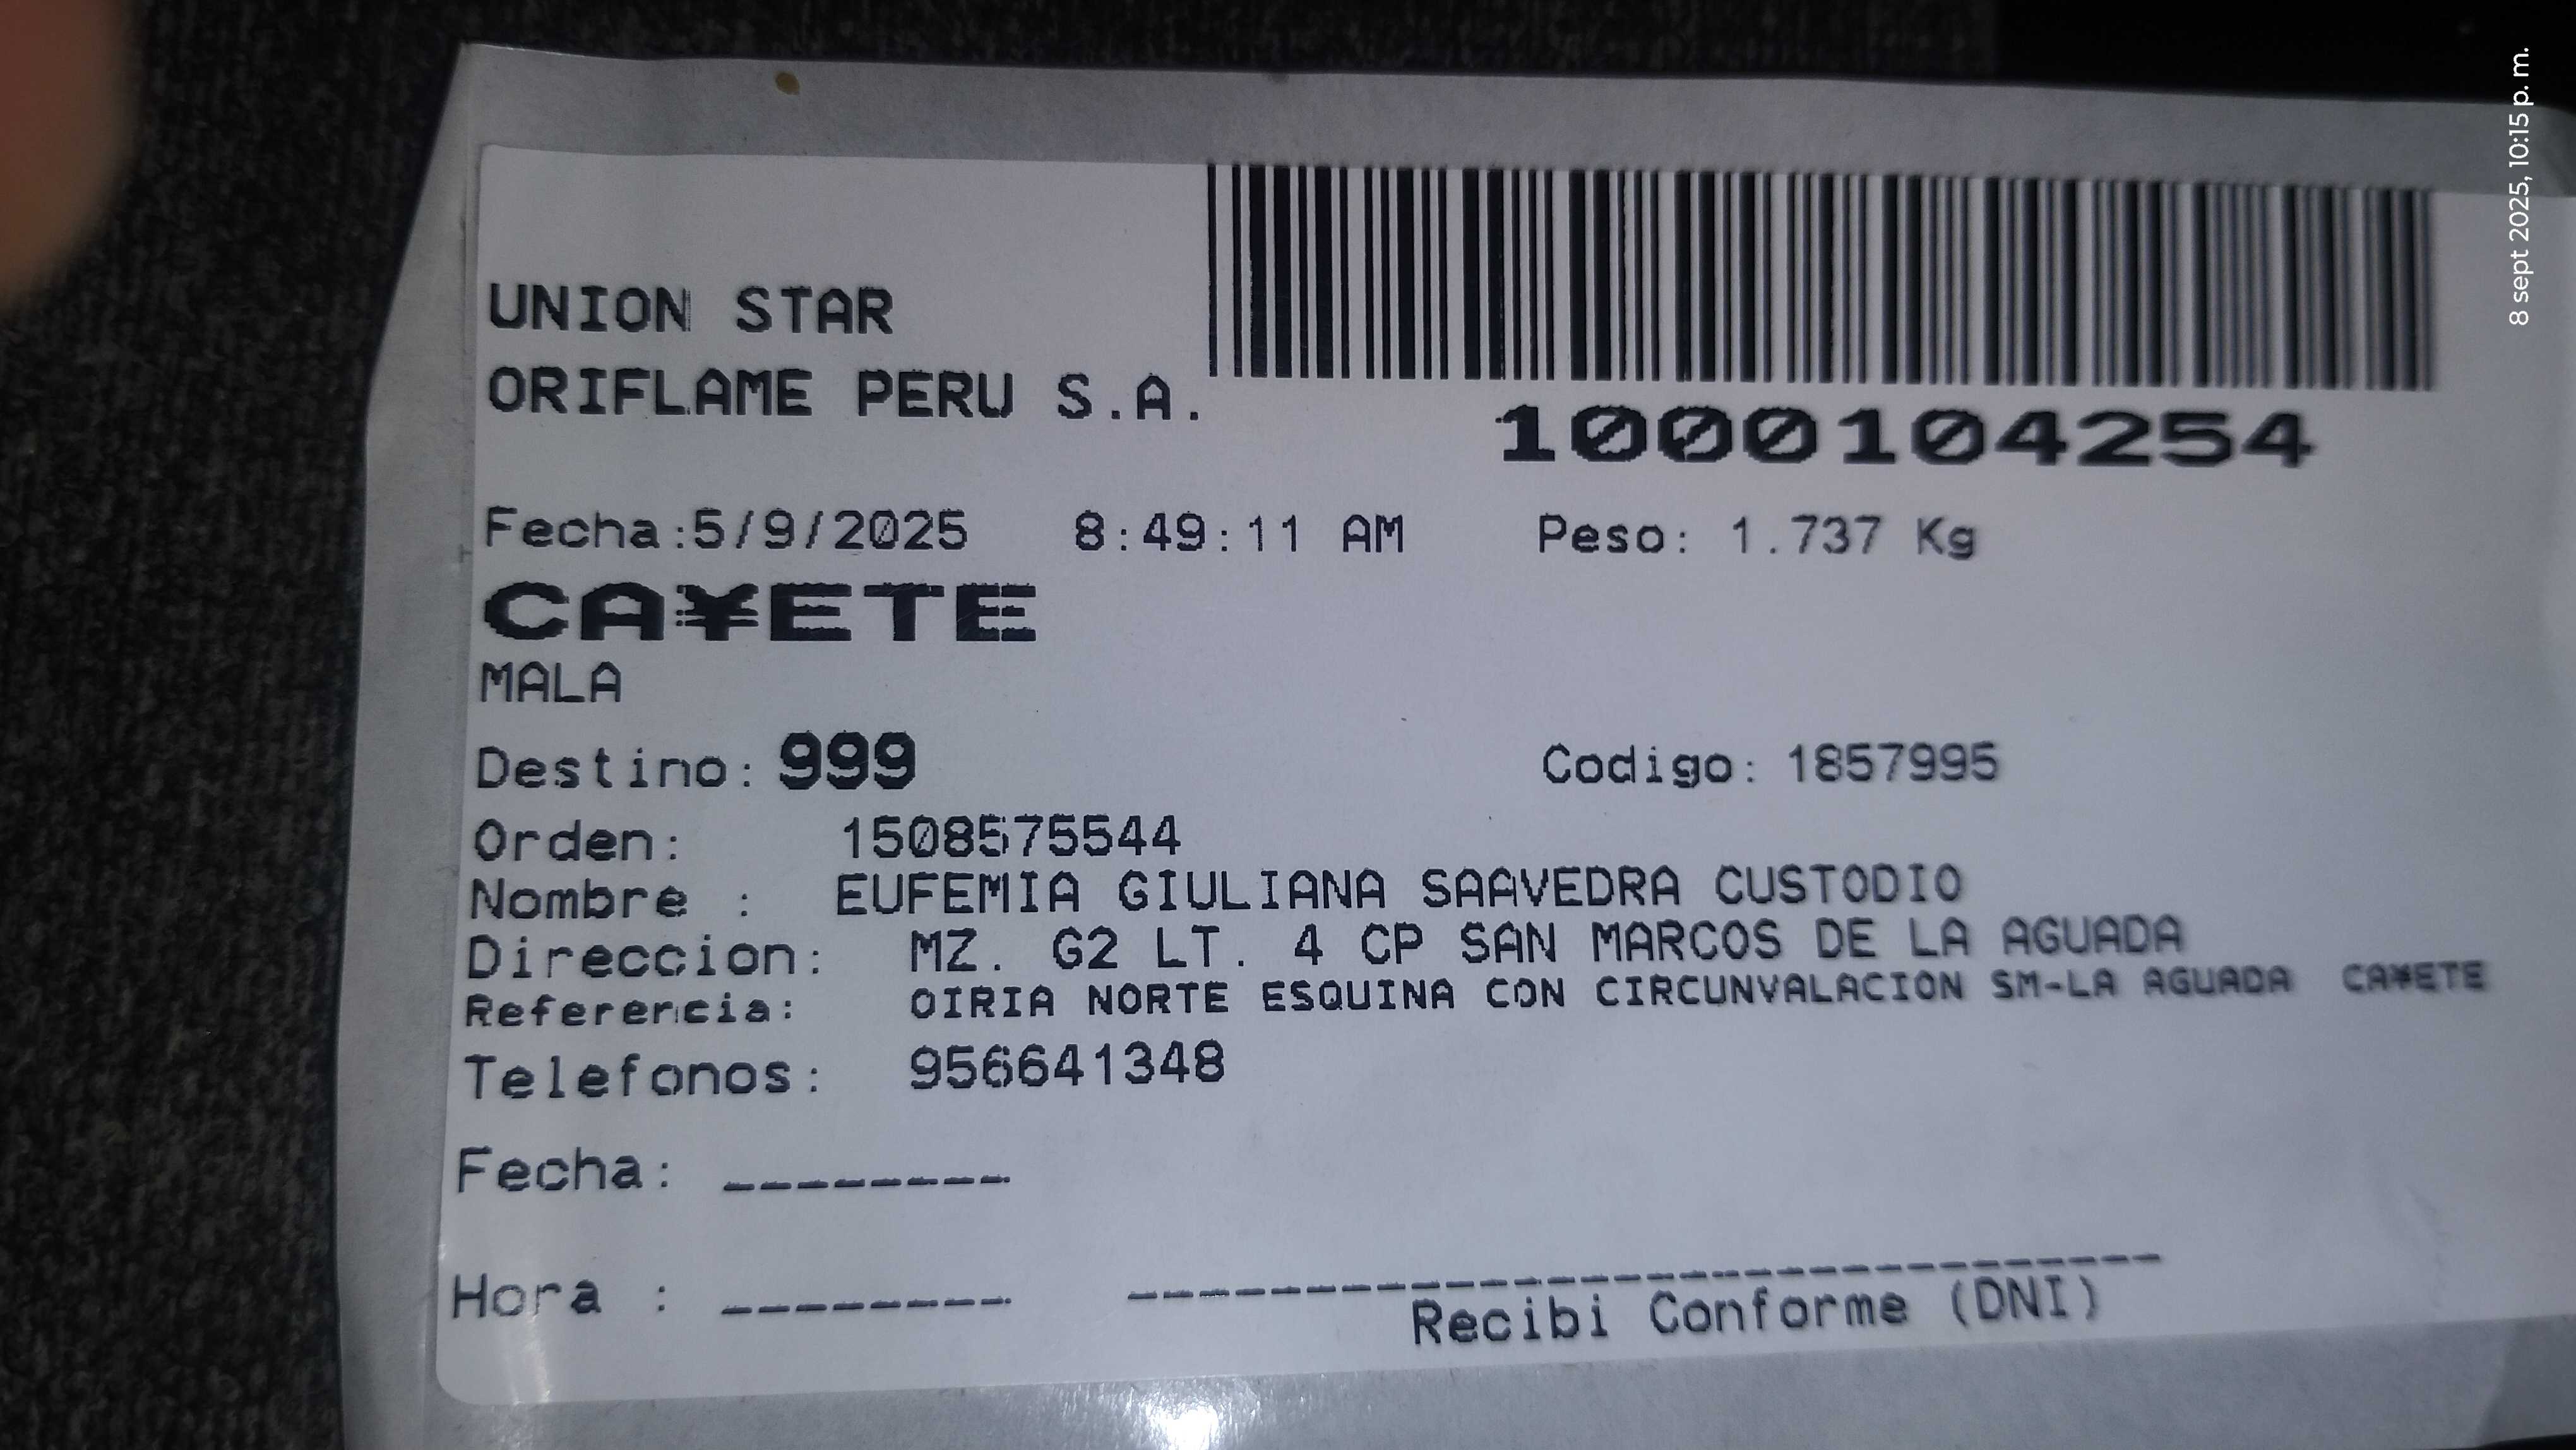 UNION STAR
ORIFLAME PERU S.A.
1000104254
Fecha:5/9/2025 8:49:11 AM Peso: 1.737 Kg
CA¥ETE
MALA
Destino: 999 Codigo: 1857995
Orden: 1508575544
Nombre : EUFEMIA GIULIANA SAAVEDRA CUSTODIO
Direccion: MZ. G2 LT. 4 CP SAN MARCOS DE LA AGUADA
Referencia: OIRIA NORTE ESQUINA CON CIRCUNVALACION SM-LA AGUADA CA¥ETE
Telefonos: 956641348
Fecha: ________
Hora : ________
Recibi Conforme (DNI)
8 sept 2025, 10:15 p. m.